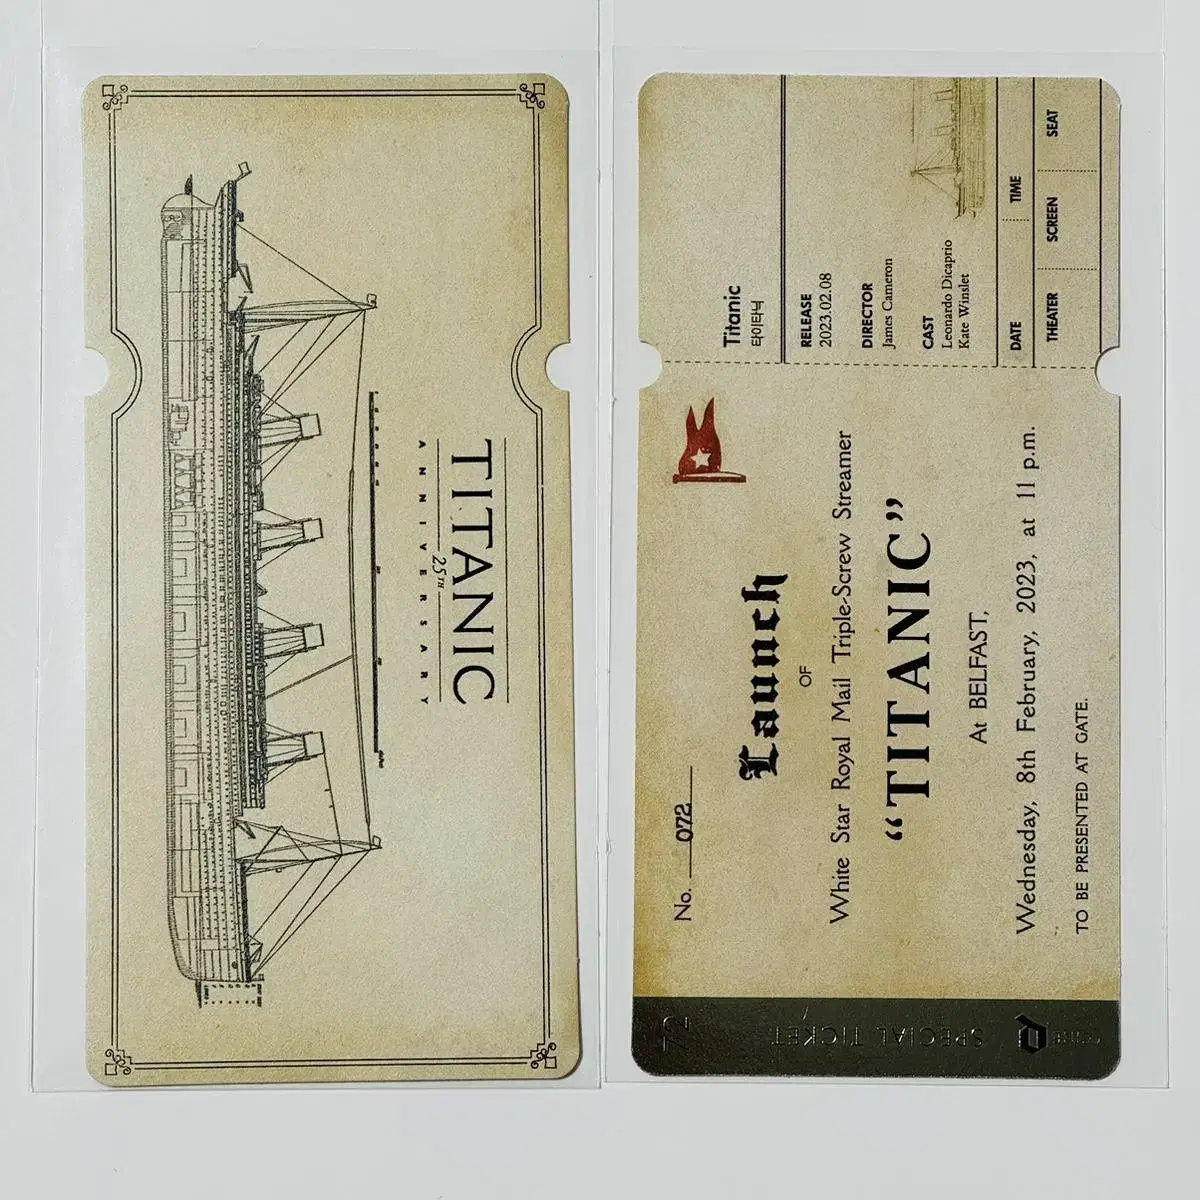 TITANIC
25TH
ANNIVERSARY
No. 072
Launch
OF
White Star Royal Mail Triple-Screw Streamer
“TITANIC”
At BELFAST,
Wednesday, 8th February, 2023, at 11 p.m.
TO BE PRESENTED AT GATE.
Titanic
타이타닉
RELEASE
2023.02.08
DIRECTOR
James Cameron
CAST
Leonardo Dicaprio
Kate Winslet
DATE TIME
THEATER SCREEN SEAT
72
SPECIAL TICKET